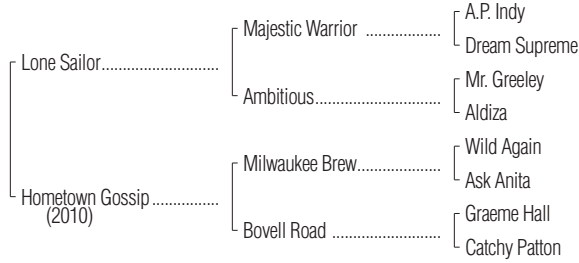 A.P. Indy
Majestic Warrior ..................
Dream Supreme
Lone Sailor............................
Mr. Greeley
Ambitious..............................
Aldiza
Wild Again
Milwaukee Brew....................
Ask Anita
Hometown Gossip................
(2010)
Graeme Hall
Bovell Road ..........................
Catchy Patton